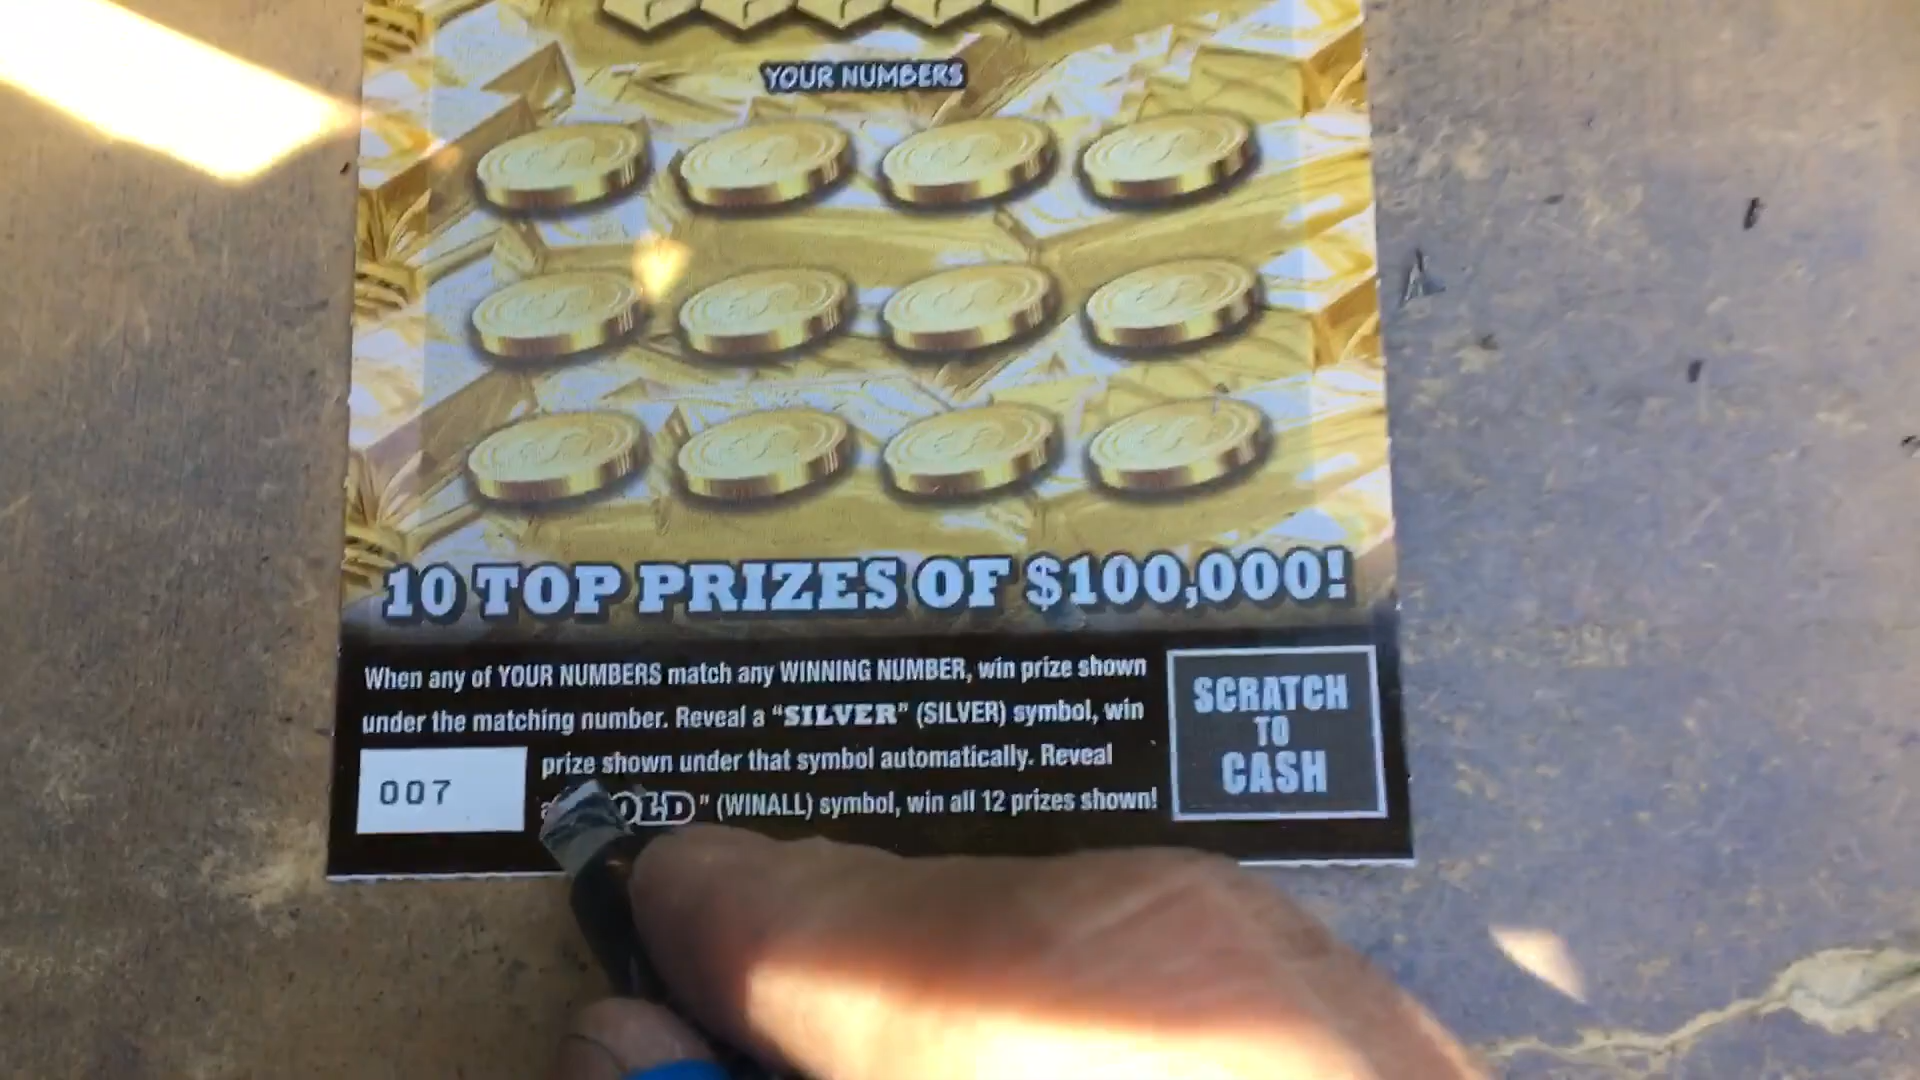 YOUR NUMBERS
10 TOP PRIZES OF $100,000!
When any of YOUR NUMBERS match any WINNING NUMBER, win prize shown
under the matching number. Reveal a "SILVER" (SILVER) symbol, win
prize shown under that symbol automatically. Reveal
OLD" (WINALL) symbol, win all 12 prizes shown!
007
SCRATCH
TO
CASH